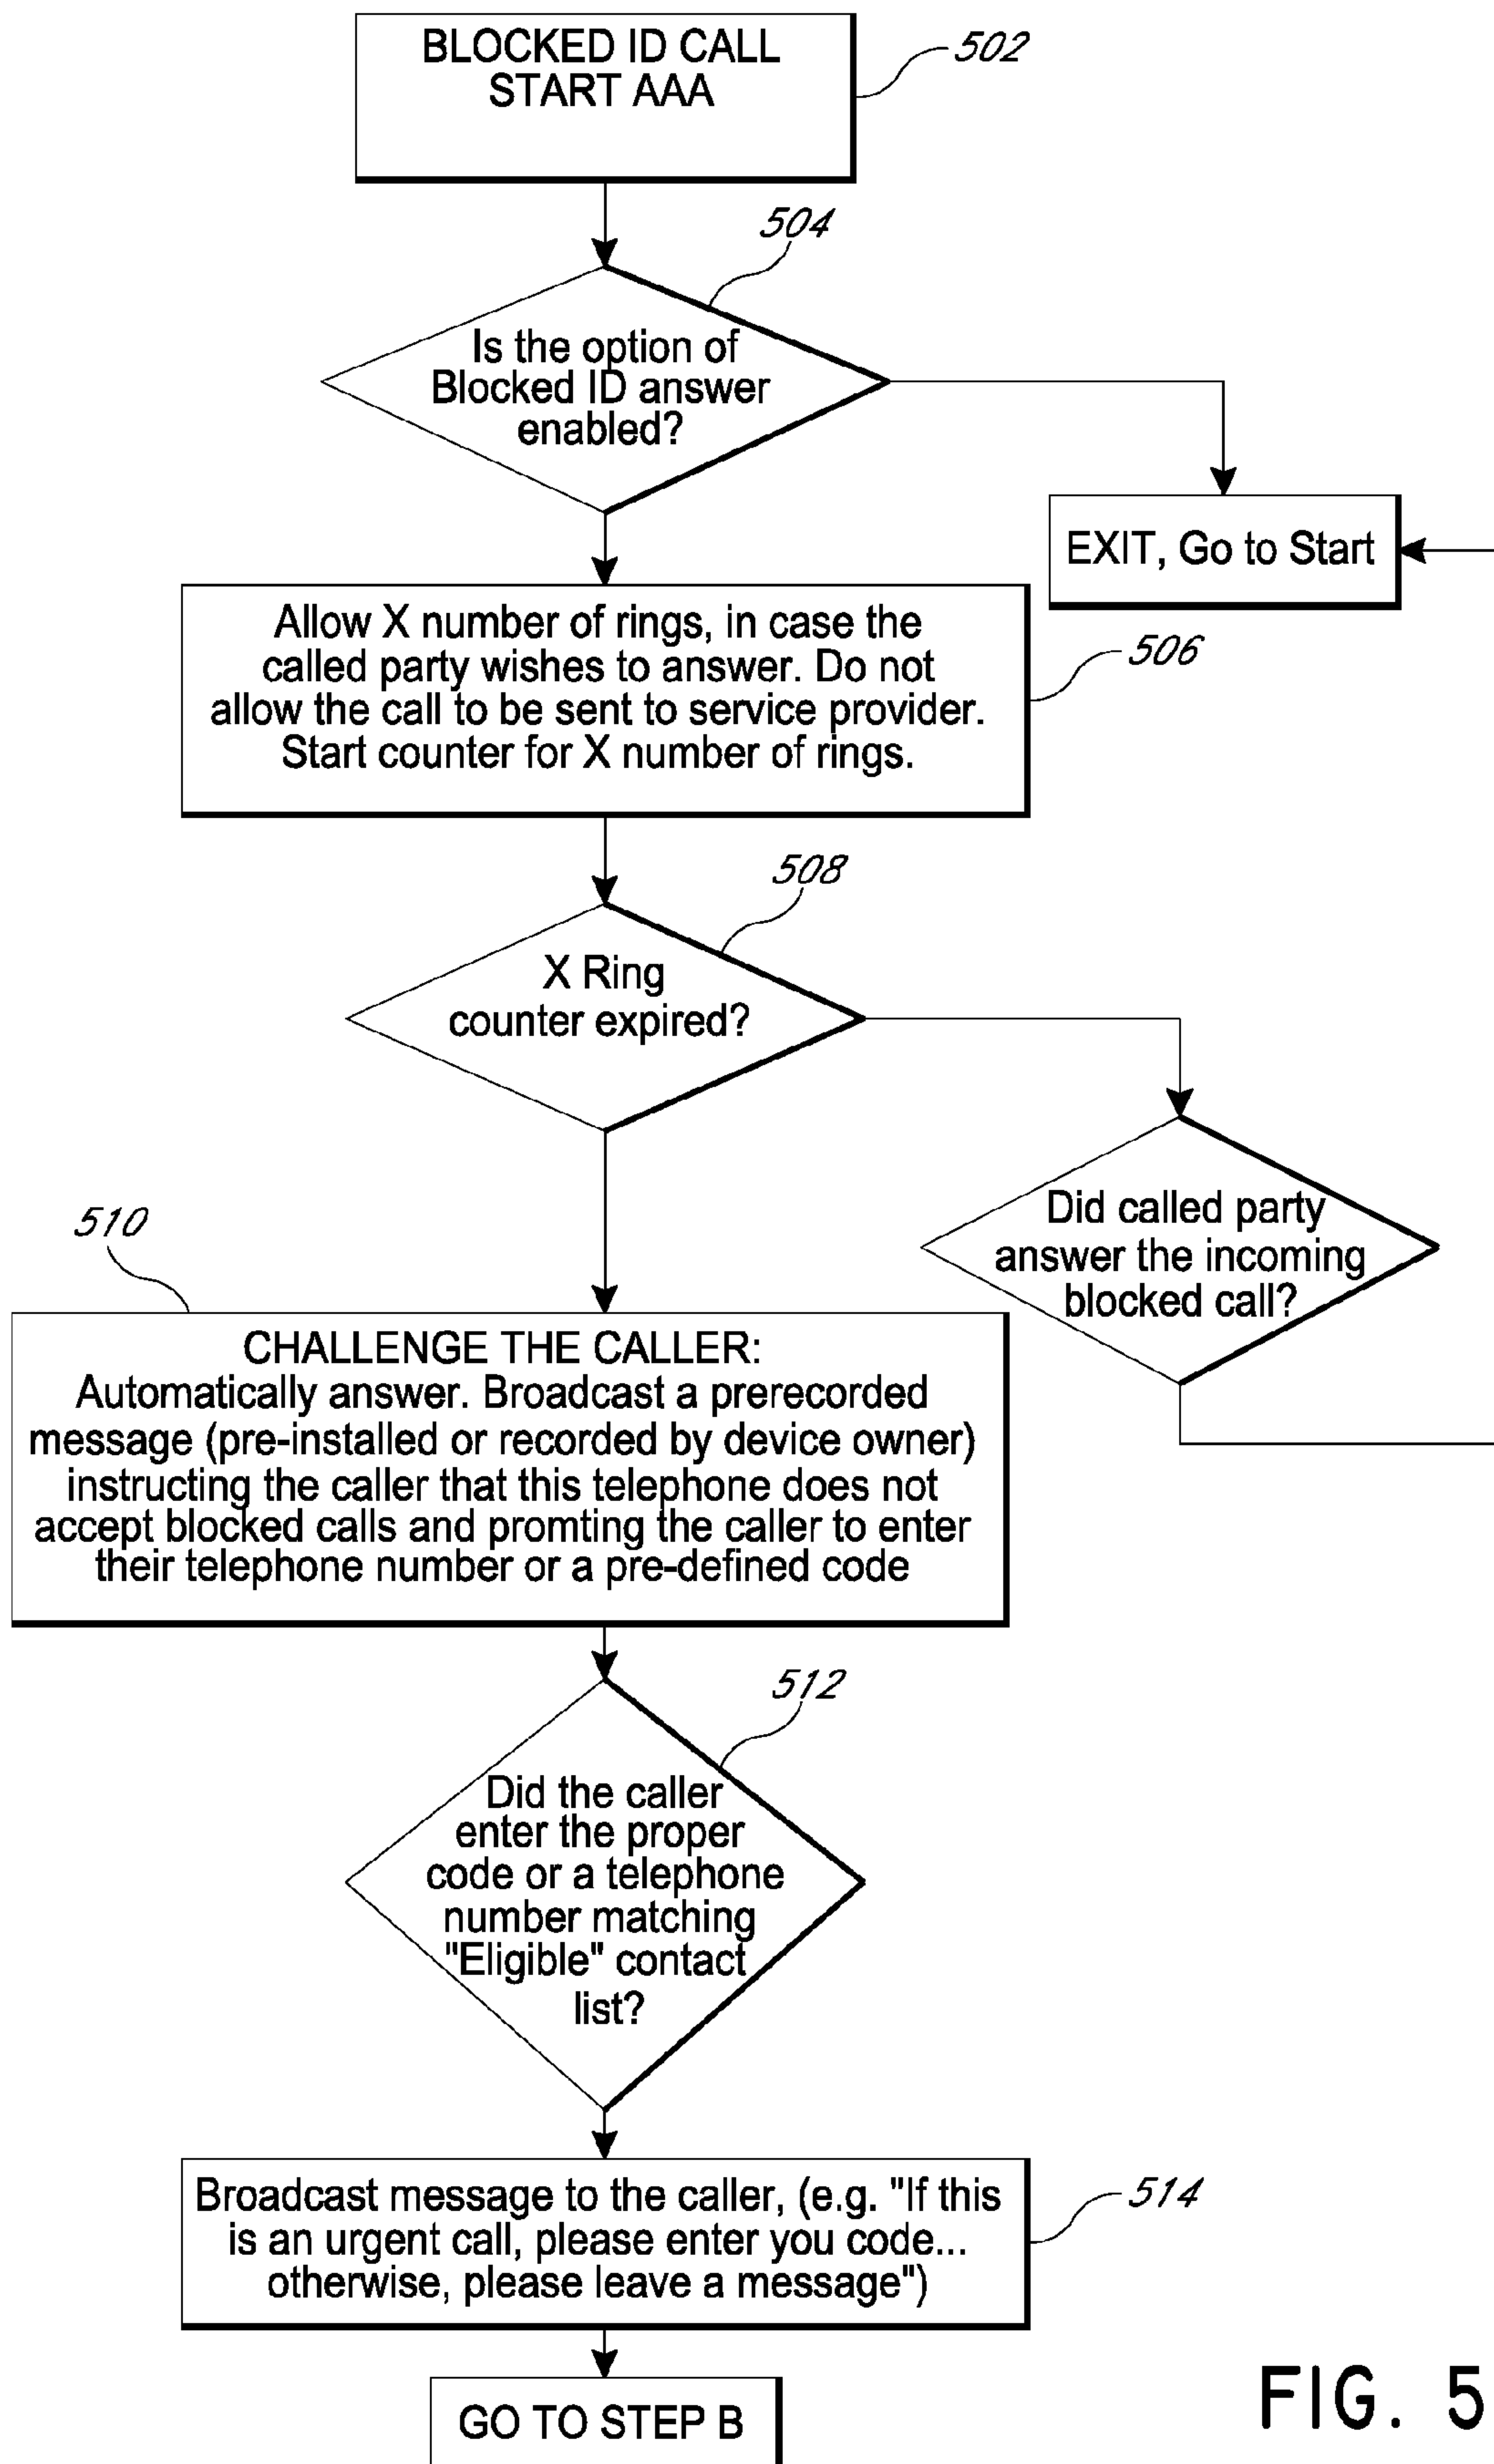 BLOCKED ID CALL
START AAA
502
504
Is the option of
Blocked ID answer
enabled?
EXIT, Go to Start
Allow X number of rings, in case the
called party wishes to answer. Do not
allow the call to be sent to service provider.
Start counter for X number of rings.
506
508
X Ring
counter expired?
Did called party
answer the incoming
blocked call?
510
CHALLENGE THE CALLER:
Automatically answer. Broadcast a prerecorded
message (pre-installed or recorded by device owner)
instructing the caller that this telephone does not
accept blocked calls and promting the caller to enter
their telephone number or a pre-defined code
512
Did the caller
enter the proper
code or a telephone
number matching
"Eligible" contact
list?
Broadcast message to the caller, (e.g. "If this
is an urgent call, please enter you code...
otherwise, please leave a message")
514
GO TO STEP B
FIG. 5